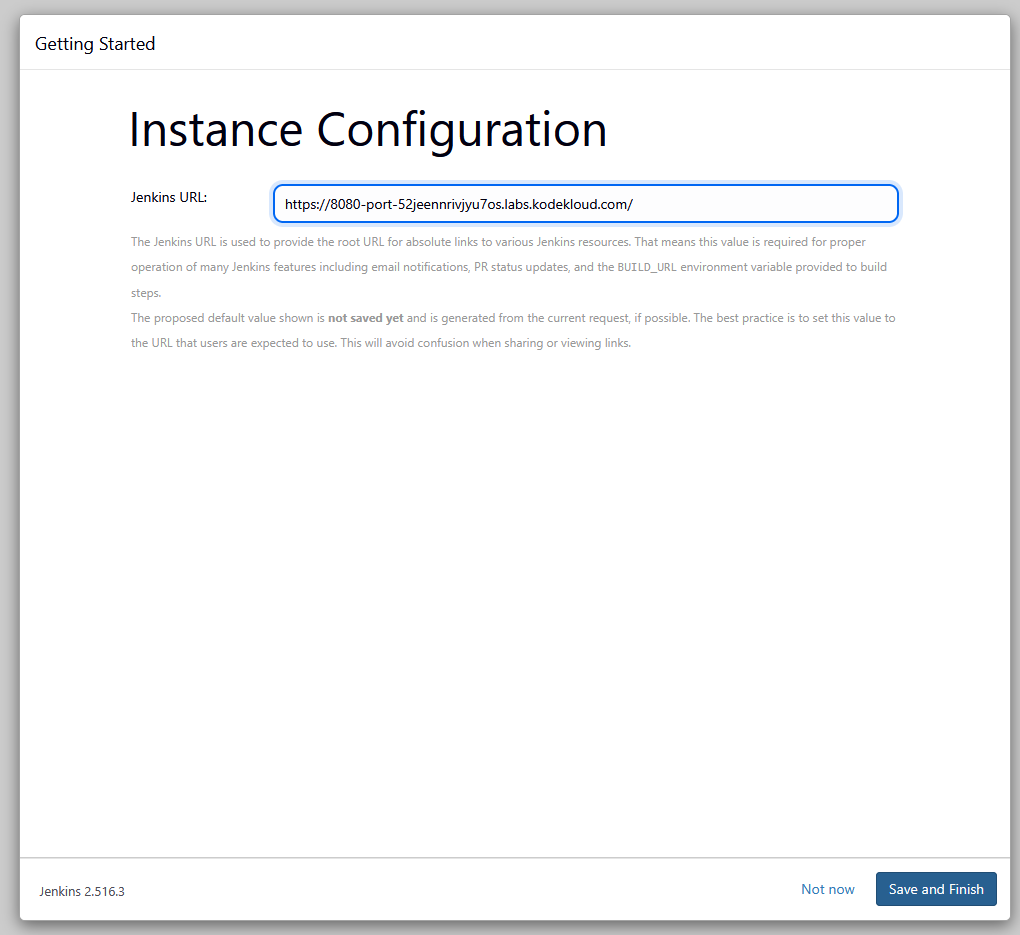 Getting Started
Instance Configuration
Jenkins URL:
https://8080-port-52jeennrivjyu7os.labs.kodekloud.com/
The Jenkins URL is used to provide the root URL for absolute links to various Jenkins resources. That means this value is required for proper
operation of many Jenkins features including email notifications, PR status updates, and the BUILD_URL environment variable provided to build
steps.
The proposed default value shown is not saved yet and is generated from the current request, if possible. The best practice is to set this value to
the URL that users are expected to use. This will avoid confusion when sharing or viewing links.
Jenkins 2.516.3
Not now
Save and Finish